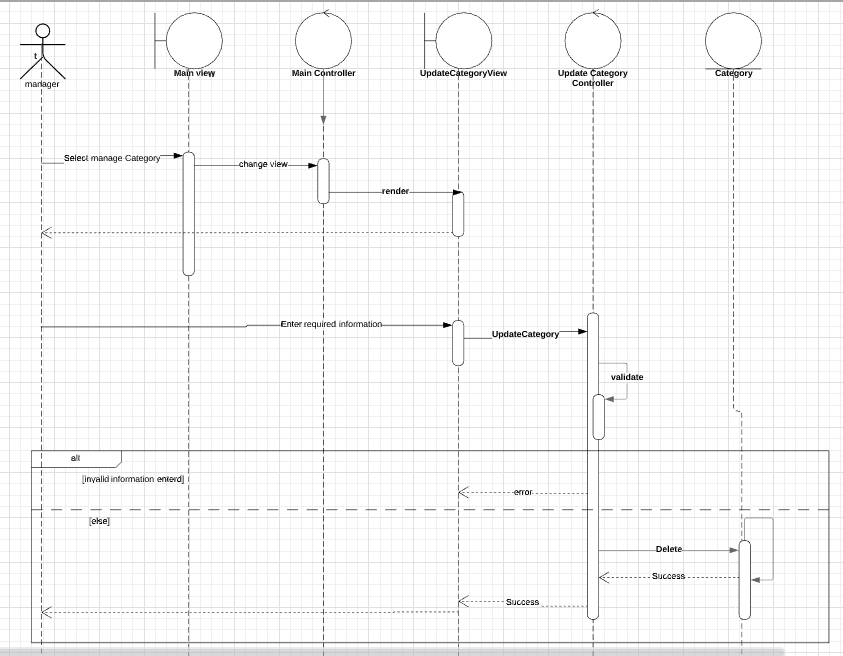 t
manager
Main view
Main Controller
UpdateCategoryView
Update Category
Controller
Category
Select manage Category
change view
render
Enter required information
UpdateCategory
validate
alt
[invalid information enterd]
error
[else]
Delete
Success
Success